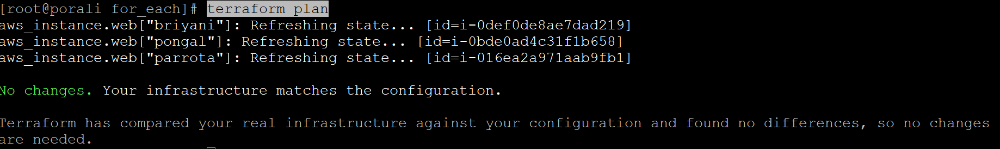 [root@porali for_each]# terraform plan
aws_instance.web["briyani"]: Refreshing state... [id=i-0def0de8ae7dad219]
aws_instance.web["pongal"]: Refreshing state... [id=i-0bde0ad4c31f1b658]
aws_instance.web["parrota"]: Refreshing state... [id=i-016ea2a971aab9fb1]
No changes. Your infrastructure matches the configuration.
Terraform has compared your real infrastructure against your configuration and found no differences, so no changes
are needed.